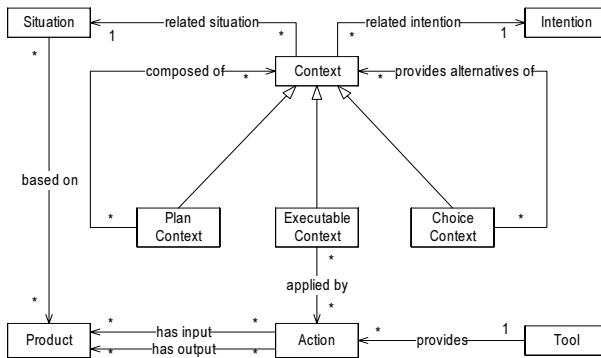 Situation
related situation
related intention
Intention
*
1
*
*
1
composed of
*
Context
*
provides alternatives of
based on
*
Plan
Context
Executable
Context
Choice
Context
*
*
applied by
*
*
*
*
has input
*
*
1
Product
Action
provides
Tool
*
has output
*